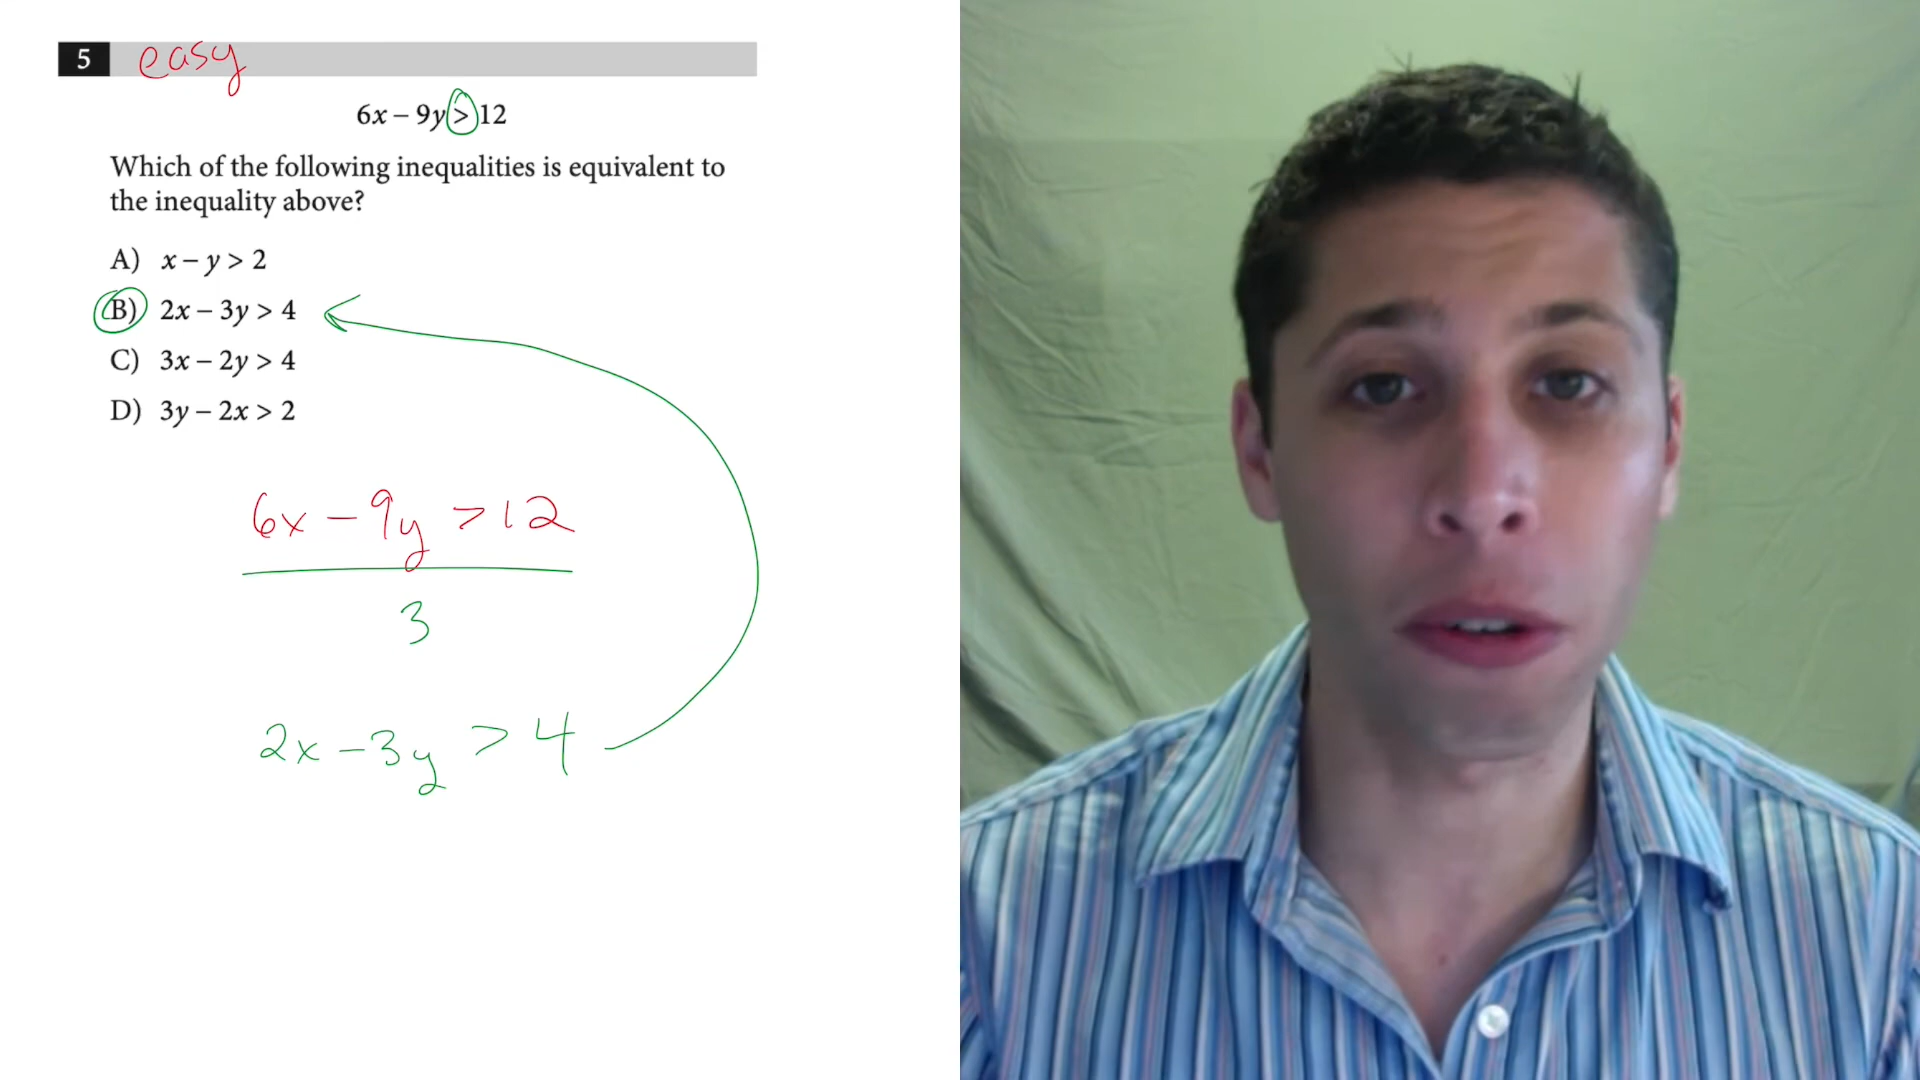 5 easy
6x – 9y > 12
Which of the following inequalities is equivalent to
the inequality above?
A) x – y > 2
B) 2x – 3y > 4
C) 3x – 2y > 4
D) 3y – 2x > 2
6x – 9y > 12
3
2x – 3y > 4